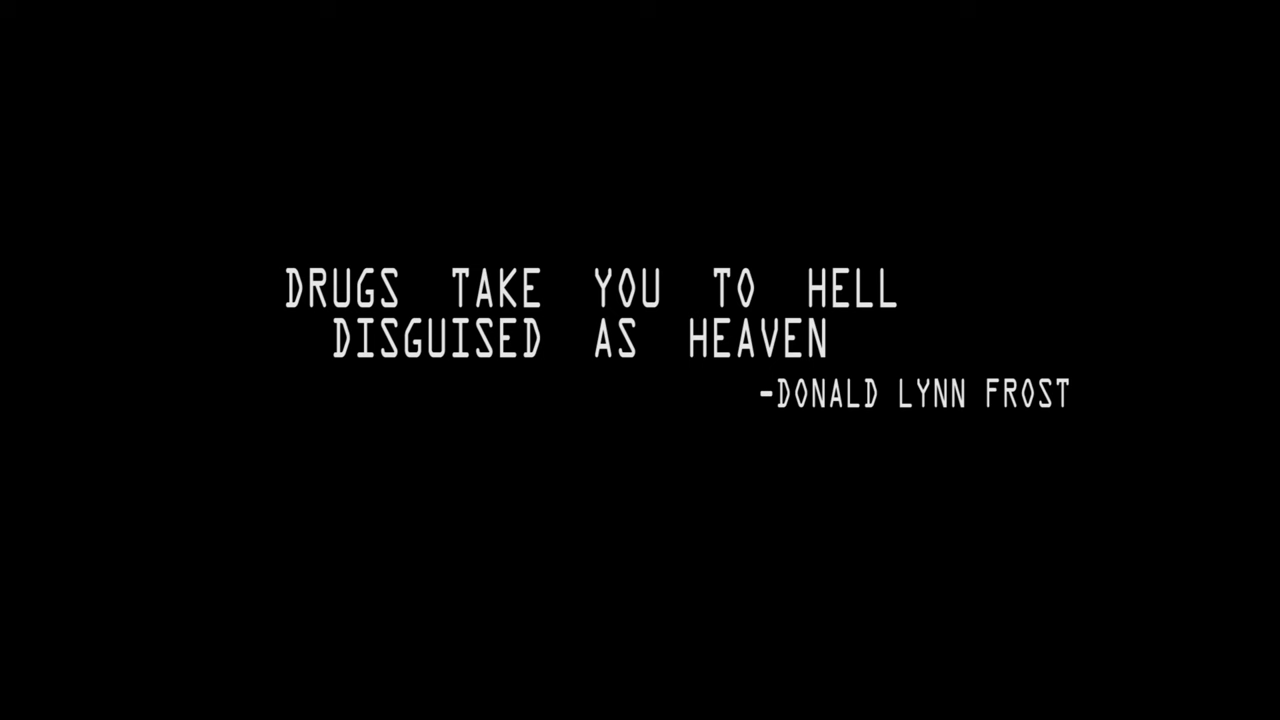 DRUGS TAKE YOU TO HELL
DISGUISED AS HEAVEN
-DONALD LYNN FROST